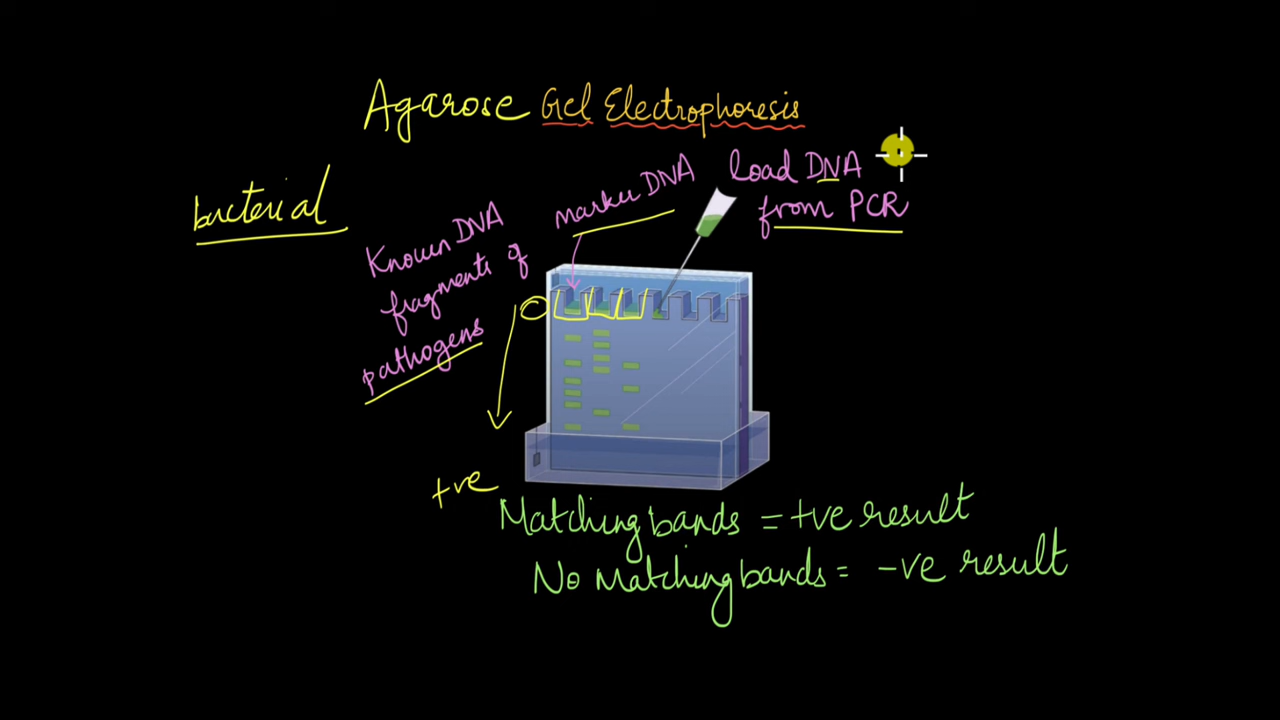 Agarose Gel Electrophoresis
bacterial
Known DNA
fragments of
pathogens
marker DNA
load DNA
from PCR
+ve
Matching bands = +ve result
No Matching bands = -ve result